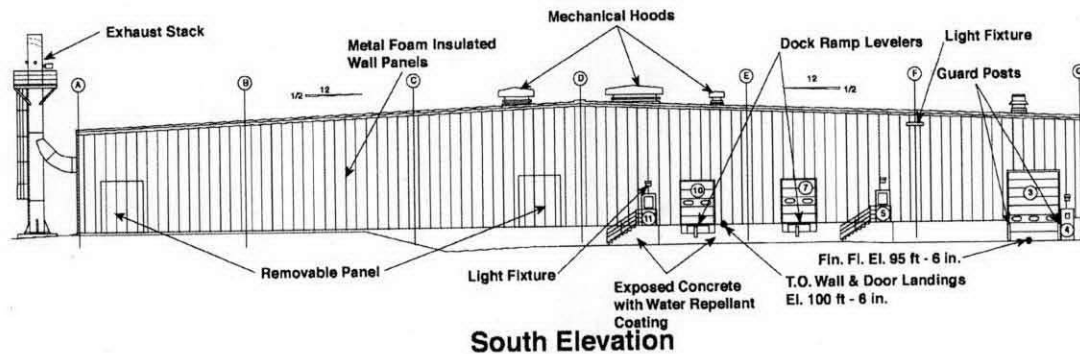 Mechanical Hoods
Exhaust Stack
Metal Foam Insulated
Wall Panels
Dock Ramp Levelers
Light Fixture
Guard Posts
A
B
C
D
E
F
12
1/2
12
1/2
10
7
3
11
5
4
Removable Panel
Light Fixture
Exposed Concrete
with Water Repellant
Coating
Fin. Fl. El. 95 ft - 6 in.
T.O. Wall & Door Landings
El. 100 ft - 6 in.
South Elevation